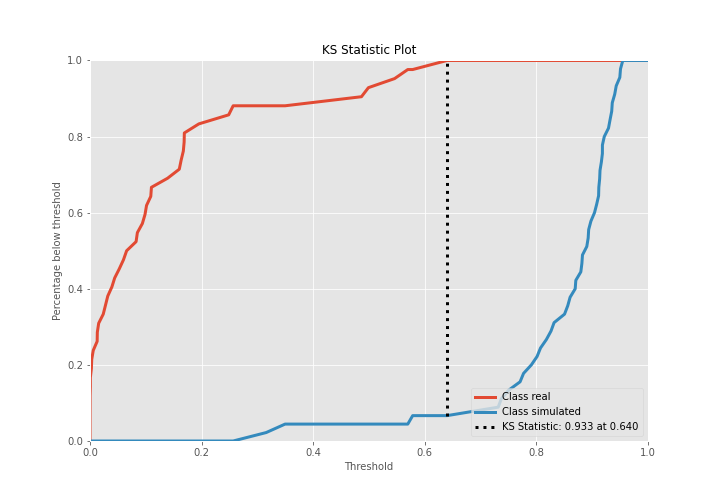 KS Statistic Plot
1.0
0.8
0.6
0.4
0.2
0.0
Percentage below threshold
0.0 0.2 0.4 0.6 0.8 1.0
Threshold
Class real
Class simulated
KS Statistic: 0.933 at 0.640